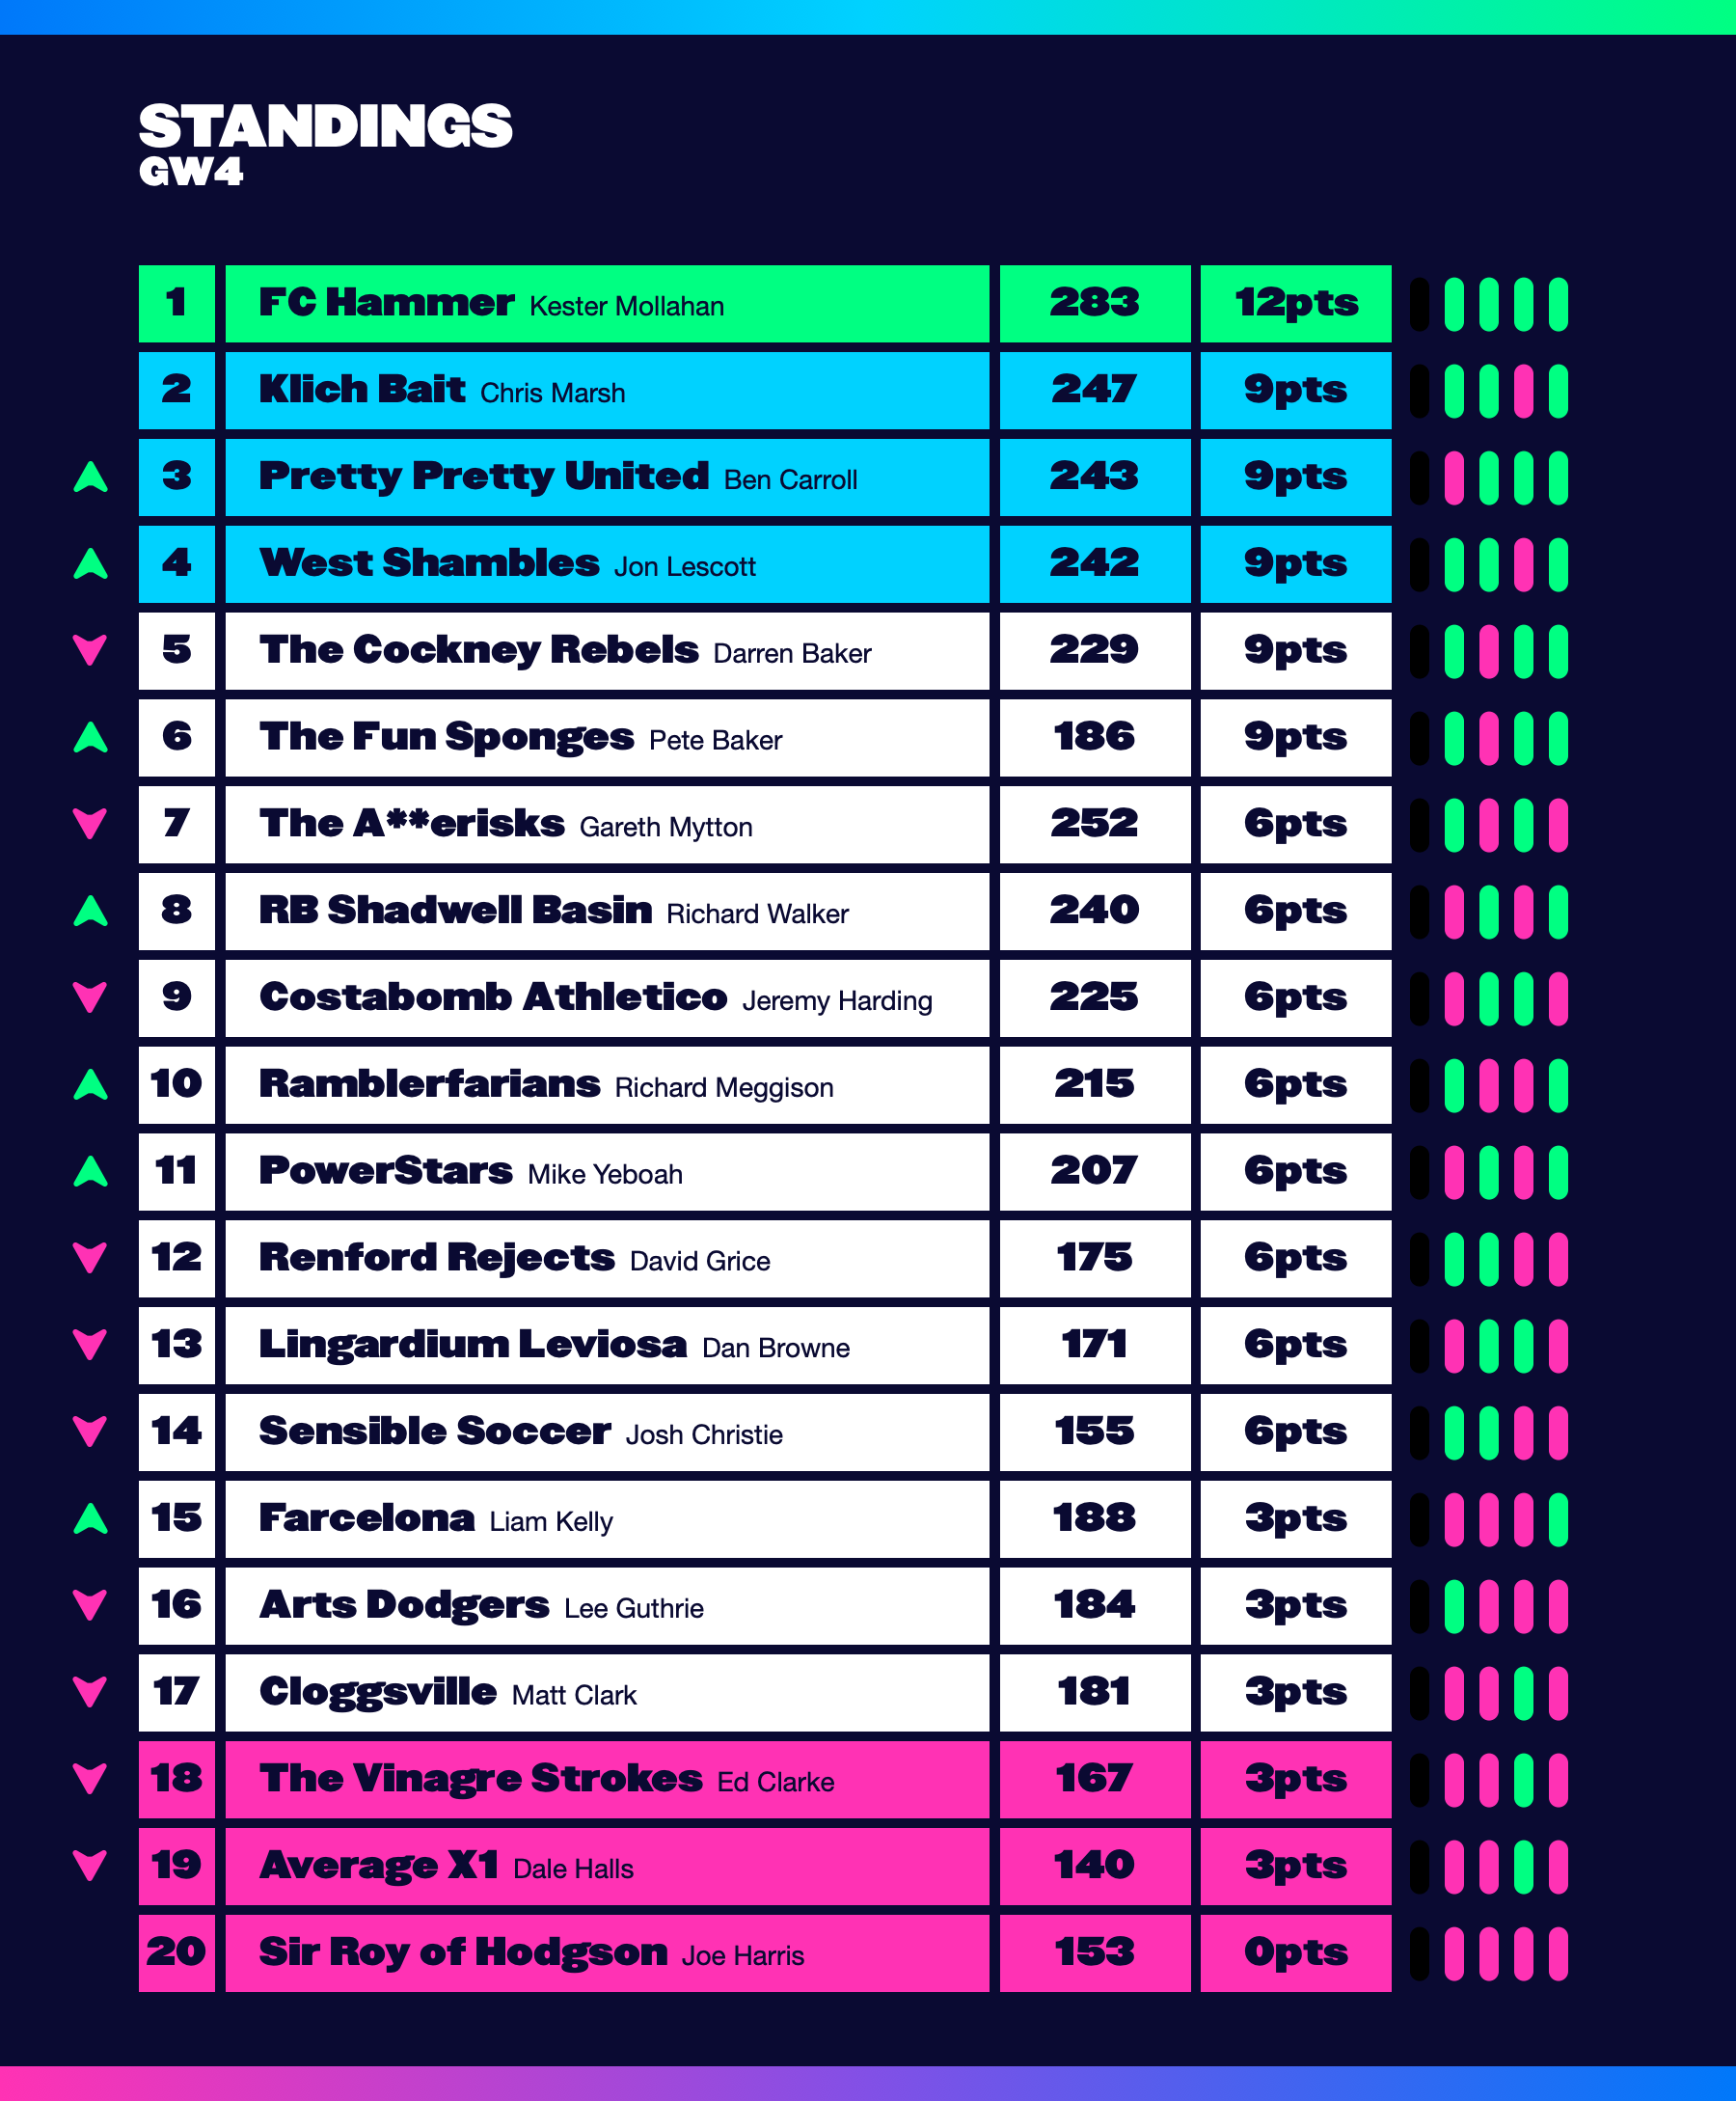 STANDINGS
GW4
1 FC Hammer Kester Mollahan 283 12pts
2 Klich Bait Chris Marsh 247 9pts
3 Pretty Pretty United Ben Carroll 243 9pts
4 West Shambles Jon Lescott 242 9pts
5 The Cockney Rebels Darren Baker 229 9pts
6 The Fun Sponges Pete Baker 186 9pts
7 The A**erisks Gareth Mytton 252 6pts
8 RB Shadwell Basin Richard Walker 240 6pts
9 Costabomb Athletico Jeremy Harding 225 6pts
10 Ramblerfarians Richard Meggison 215 6pts
11 PowerStars Mike Yeboah 207 6pts
12 Renford Rejects David Grice 175 6pts
13 Lingardium Leviosa Dan Browne 171 6pts
14 Sensible Soccer Josh Christie 155 6pts
15 Farcelona Liam Kelly 188 3pts
16 Arts Dodgers Lee Guthrie 184 3pts
17 Cloggsville Matt Clark 181 3pts
18 The Vinagre Strokes Ed Clarke 167 3pts
19 Average X1 Dale Halls 140 3pts
20 Sir Roy of Hodgson Joe Harris 153 0pts